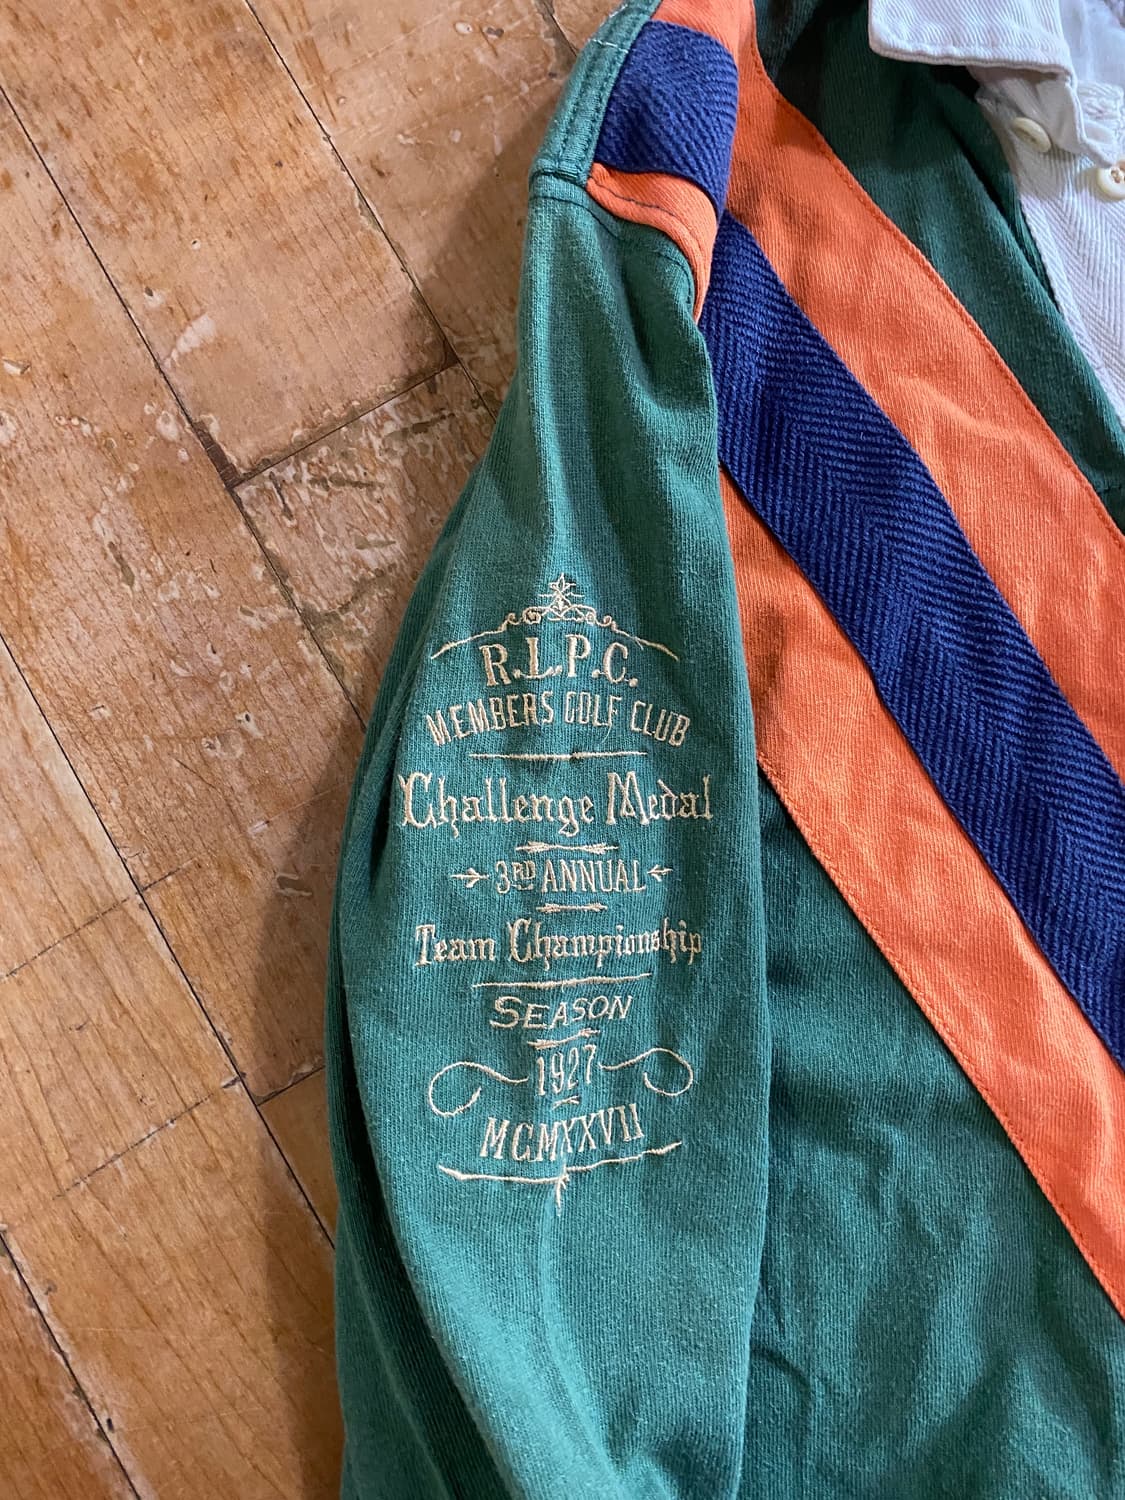 R.L.P.C.
MEMBERS GOLF CLUB
Challenge Medal
3RD ANNUAL
Team Championship
SEASON
1927
MCMXXVII